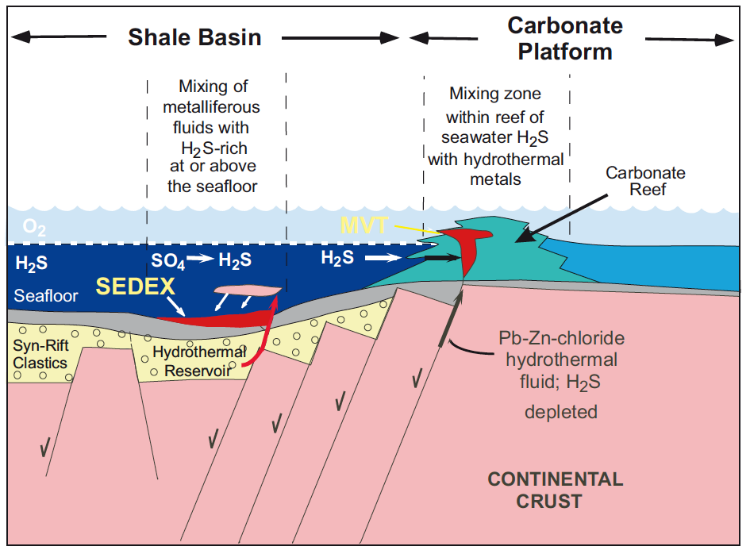 Shale Basin
Carbonate
Platform
Mixing of
metalliferous
fluids with
H2S-rich
at or above
the seafloor
Mixing zone
within reef of
seawater H2S
with hydrothermal
metals
Carbonate
Reef
O2
MVT
H2S
SO4 H2S
H2S
Seafloor
SEDEX
Syn-Rift
Clastics
Hydrothermal
Reservoir
Pb-Zn-chloride
hydrothermal
fluid; H2S
depleted
CONTINENTAL
CRUST